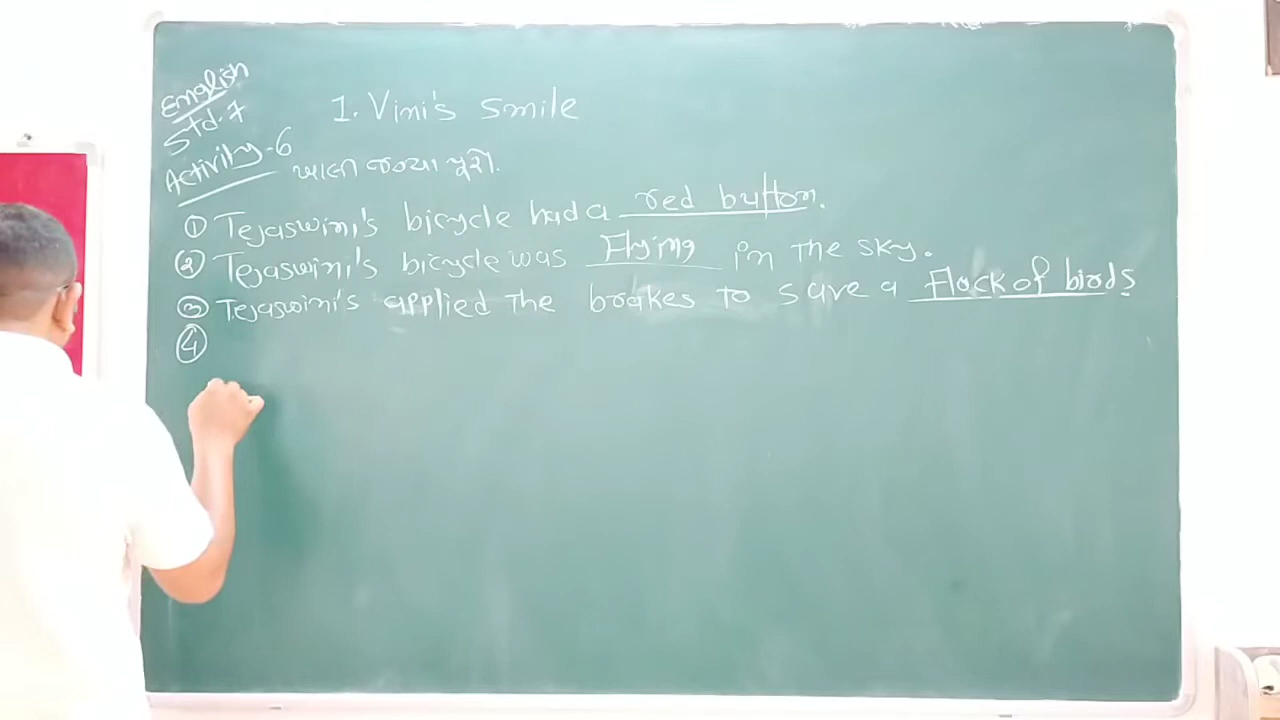 English
Std.7
1. Vini's Smile
Activity-6
ખાલી જગ્યા પૂરો.
① Tejaswini's bicycle had a red button.
② Tejaswini's bicycle was Flying in the sky.
③ Tejaswini's applied the brakes to save a Flock of birds.
④